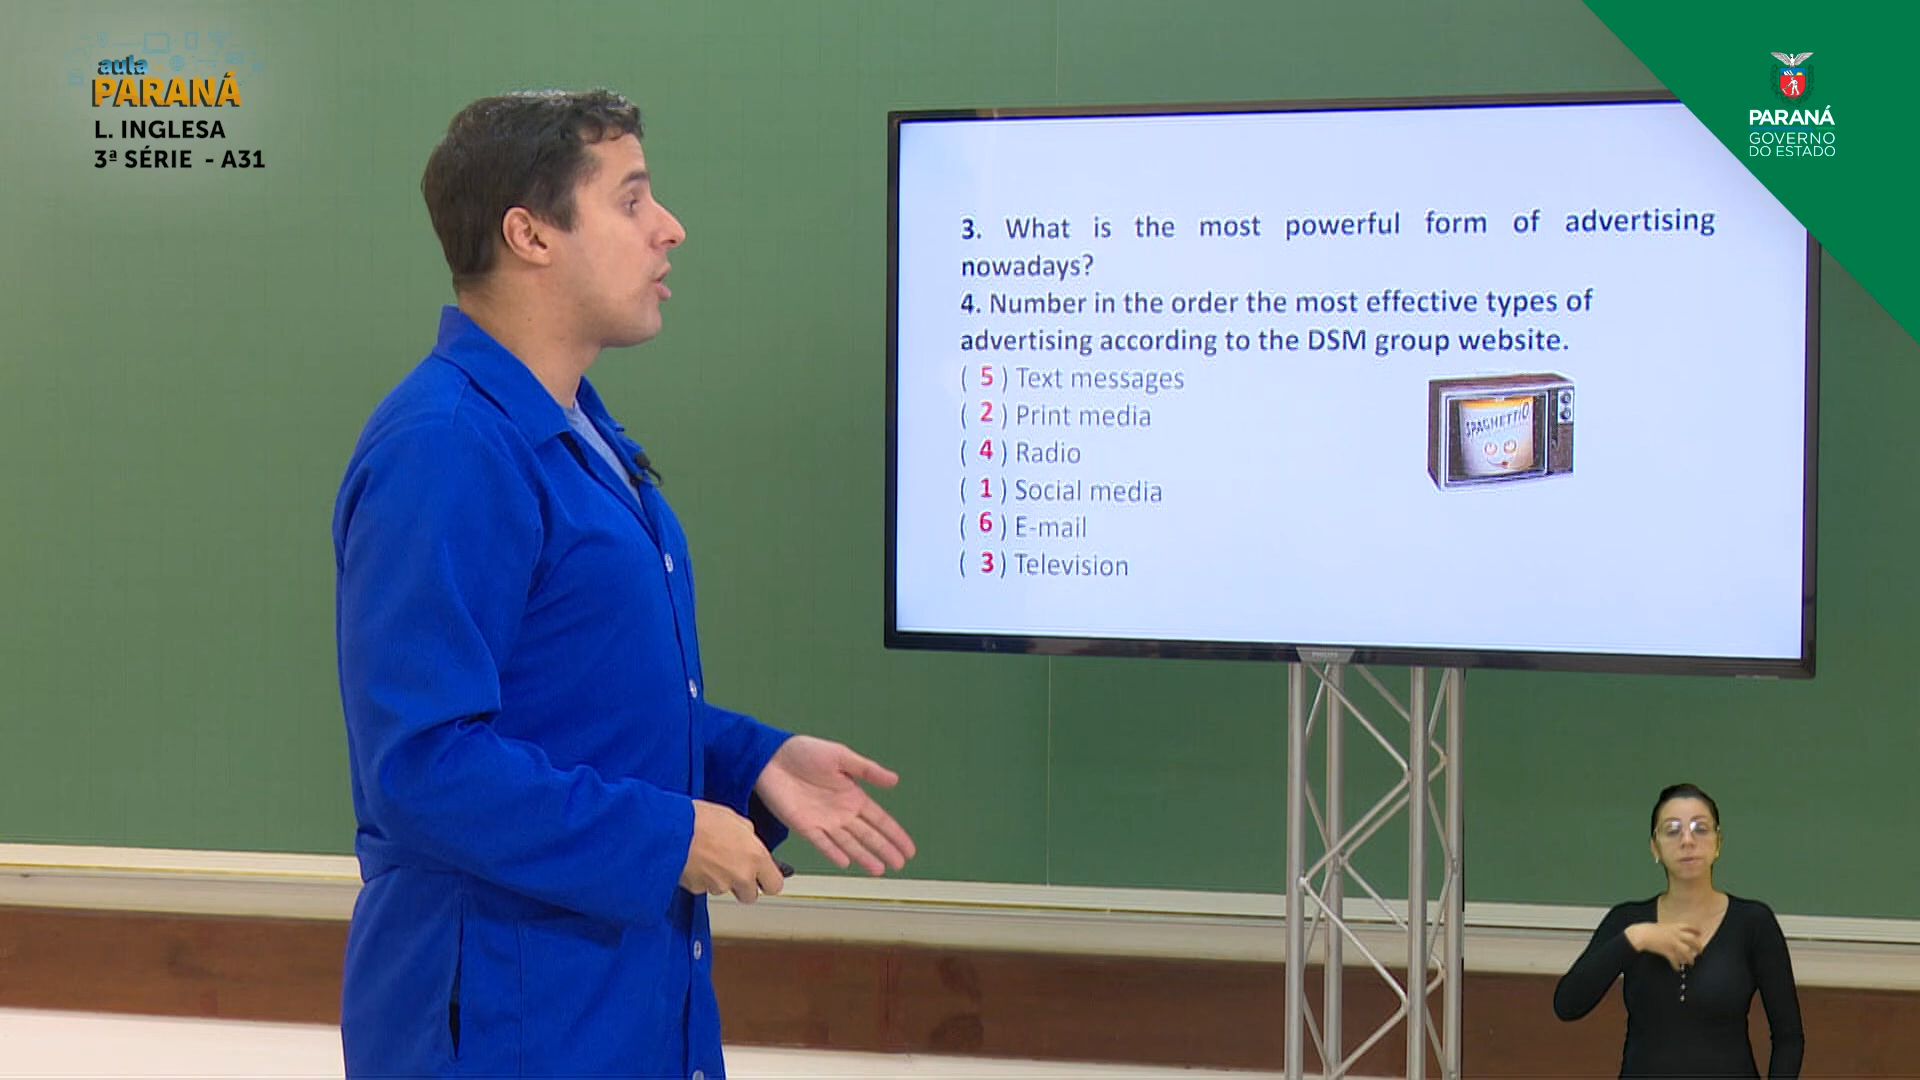 aula
PARANÁ
L. INGLESA
3ª SÉRIE - A31
PARANÁ
GOVERNO
DO ESTADO
3. What is the most powerful form of advertising
nowadays?
4. Number in the order the most effective types of
advertising according to the DSM group website.
( 5 ) Text messages
( 2 ) Print media
( 4 ) Radio
( 1 ) Social media
( 6 ) E-mail
( 3 ) Television
SPAGHETTIO
PHILIPS